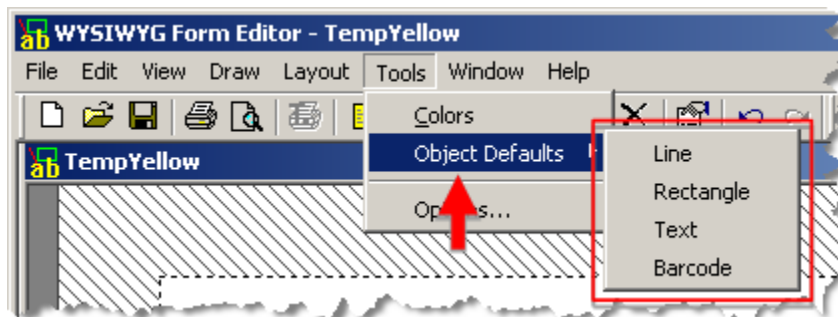 WYSIWYG Form Editor - TempYellow
File Edit View Draw Layout Tools Window Help
Colors
TempYellow
Object Defaults
Line
Rectangle
Text
Barcode